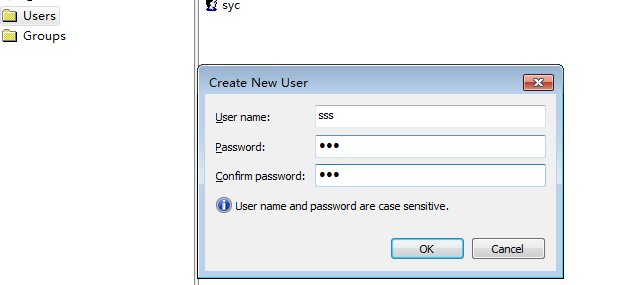 Users
Groups
syc
Create New User
User name:
sss
Password:
•••
Confirm password:
•••
User name and password are case sensitive.
OK
Cancel